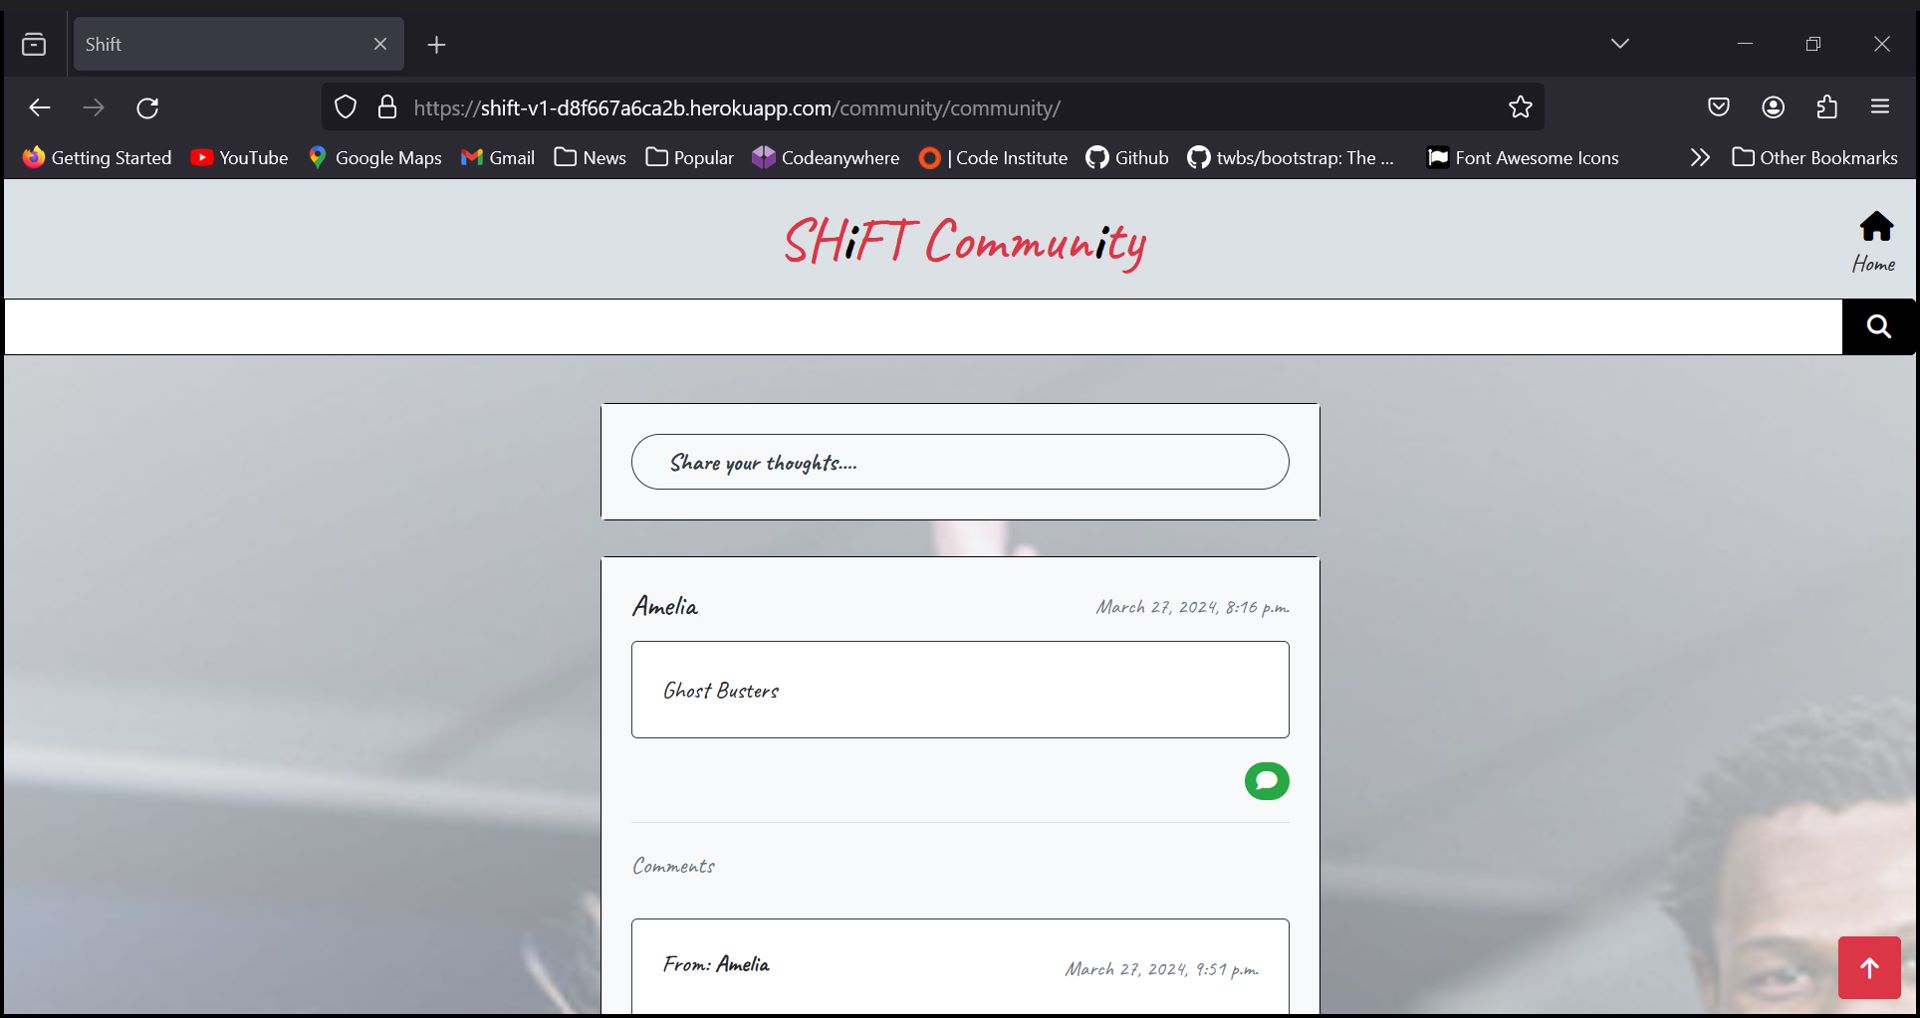 Shift
https://shift-v1-d8f667a6ca2b.herokuapp.com/community/community/
Getting Started YouTube Google Maps Gmail News Popular Codeanywhere | Code Institute Github twbs/bootstrap: The ... Font Awesome Icons Other Bookmarks
SHiFT Community
Home
Share your thoughts....
Amelia March 27, 2024, 8:16 p.m.
Ghost Busters
Comments
From: Amelia March 27, 2024, 9:51 p.m.